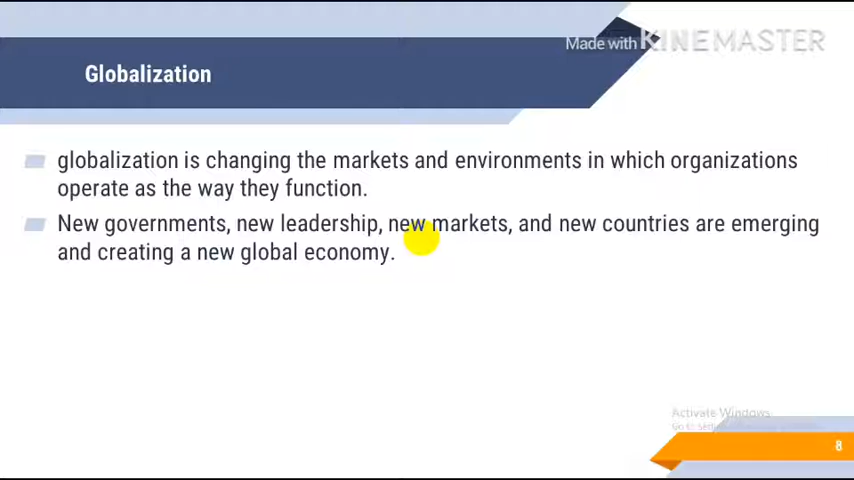 Made with KINEMASTER
Globalization
globalization is changing the markets and environments in which organizations
operate as the way they function.
New governments, new leadership, new markets, and new countries are emerging
and creating a new global economy.
Activate Windows
8